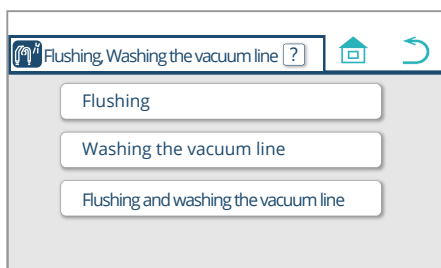 Flushing, Washing the vacuum line ?
Flushing
Washing the vacuum line
Flushing and washing the vacuum line